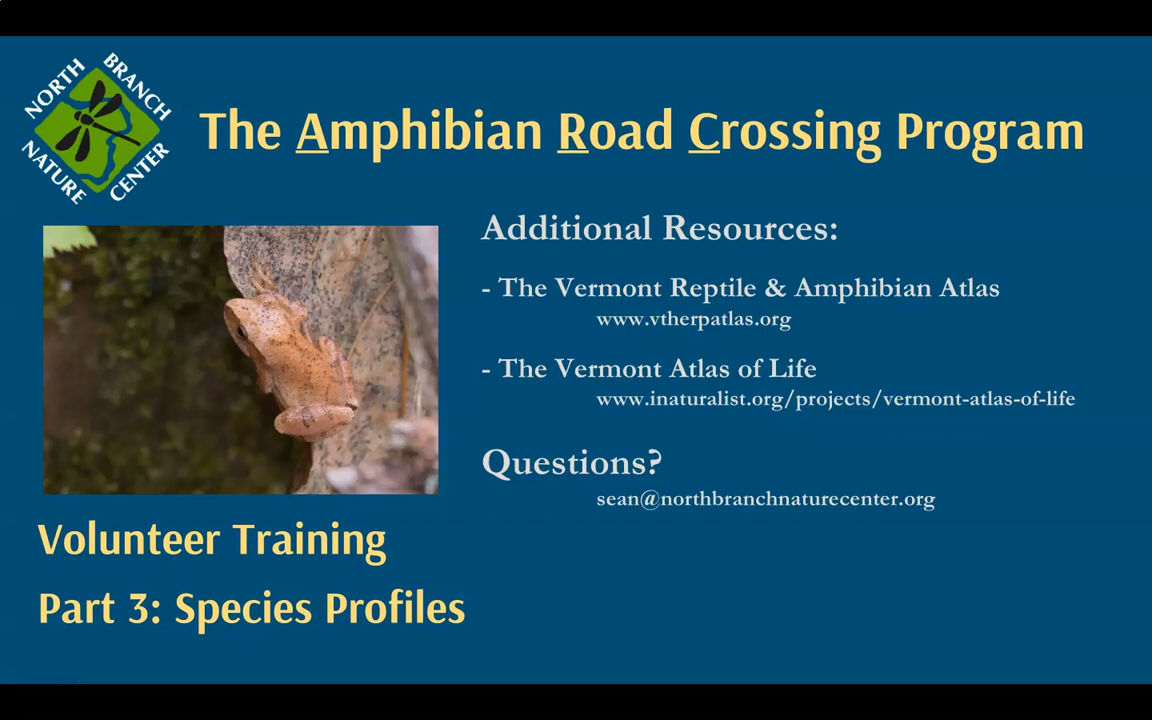 NORTH BRANCH
NATURE CENTER
The Amphibian Road Crossing Program
Additional Resources:
- The Vermont Reptile & Amphibian Atlas
www.vtherpatlas.org
- The Vermont Atlas of Life
www.inaturalist.org/projects/vermont-atlas-of-life
Questions?
sean@northbranchnaturecenter.org
Volunteer Training
Part 3: Species Profiles